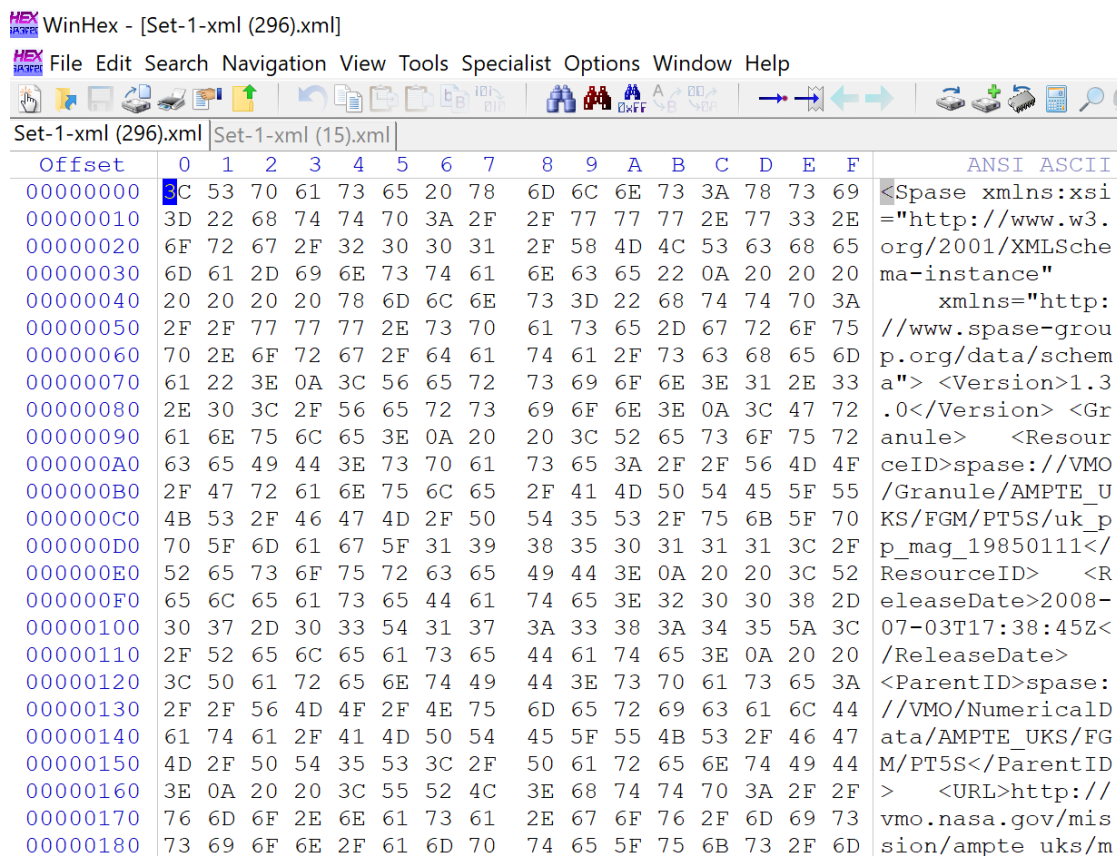 HEX WinHex - [Set-1-xml (296).xml]
HEX File Edit Search Navigation View Tools Specialist Options Window Help
Set-1-xml (296).xml Set-1-xml (15).xml
Offset 0 1 2 3 4 5 6 7 8 9 A B C D E F ANSI ASCII
00000000 3C 53 70 61 73 65 20 78 6D 6C 6E 73 3A 78 73 69 <Spase xmlns:xsi
00000010 3D 22 68 74 74 70 3A 2F 2F 77 77 77 2E 77 33 2E ="http://www.w3.
00000020 6F 72 67 2F 32 30 30 31 2F 58 4D 4C 53 63 68 65 org/2001/XMLSche
00000030 6D 61 2D 69 6E 73 74 61 6E 63 65 22 0A 20 20 20 ma-instance"
00000040 20 20 20 20 78 6D 6C 6E 73 3D 22 68 74 74 70 3A xmlns="http:
00000050 2F 2F 77 77 77 2E 73 70 61 73 65 2D 67 72 6F 75 //www.spase-grou
00000060 70 2E 6F 72 67 2F 64 61 74 61 2F 73 63 68 65 6D p.org/data/schem
00000070 61 22 3E 0A 3C 56 65 72 73 69 6F 6E 3E 31 2E 33 a"> <Version>1.3
00000080 2E 30 3C 2F 56 65 72 73 69 6F 6E 3E 0A 3C 47 72 .0</Version> <Gr
00000090 61 6E 75 6C 65 3E 0A 20 20 3C 52 65 73 6F 75 72 anule> <Resour
000000A0 63 65 49 44 3E 73 70 61 73 65 3A 2F 2F 56 4D 4F ceID>spase://VMO
000000B0 2F 47 72 61 6E 75 6C 65 2F 41 4D 50 54 45 5F 55 /Granule/AMPTE_U
000000C0 4B 53 2F 46 47 4D 2F 50 54 35 53 2F 75 6B 5F 70 KS/FGM/PT5S/uk_p
000000D0 70 5F 6D 61 67 5F 31 39 38 35 30 31 31 31 3C 2F p_mag_19850111</
000000E0 52 65 73 6F 75 72 63 65 49 44 3E 0A 20 20 3C 52 ResourceID> <R
000000F0 65 6C 65 61 73 65 44 61 74 65 3E 32 30 30 38 2D eleaseDate>2008-
00000100 30 37 2D 30 33 54 31 37 3A 33 38 3A 34 35 5A 3C 07-03T17:38:45Z<
00000110 2F 52 65 6C 65 61 73 65 44 61 74 65 3E 0A 20 20 /ReleaseDate>
00000120 3C 50 61 72 65 6E 74 49 44 3E 73 70 61 73 65 3A <ParentID>spase:
00000130 2F 2F 56 4D 4F 2F 4E 75 6D 65 72 69 63 61 6C 44 //VMO/NumericalD
00000140 61 74 61 2F 41 4D 50 54 45 5F 55 4B 53 2F 46 47 ata/AMPTE_UKS/FG
00000150 4D 2F 50 54 35 53 3C 2F 50 61 72 65 6E 74 49 44 M/PT5S</ParentID
00000160 3E 0A 20 20 3C 55 52 4C 3E 68 74 74 70 3A 2F 2F > <URL>http://
00000170 76 6D 6F 2E 6E 61 73 61 2E 67 6F 76 2F 6D 69 73 vmo.nasa.gov/mis
00000180 73 69 6F 6E 2F 61 6D 70 74 65 5F 75 6B 73 2F 6D sion/ampte_uks/m